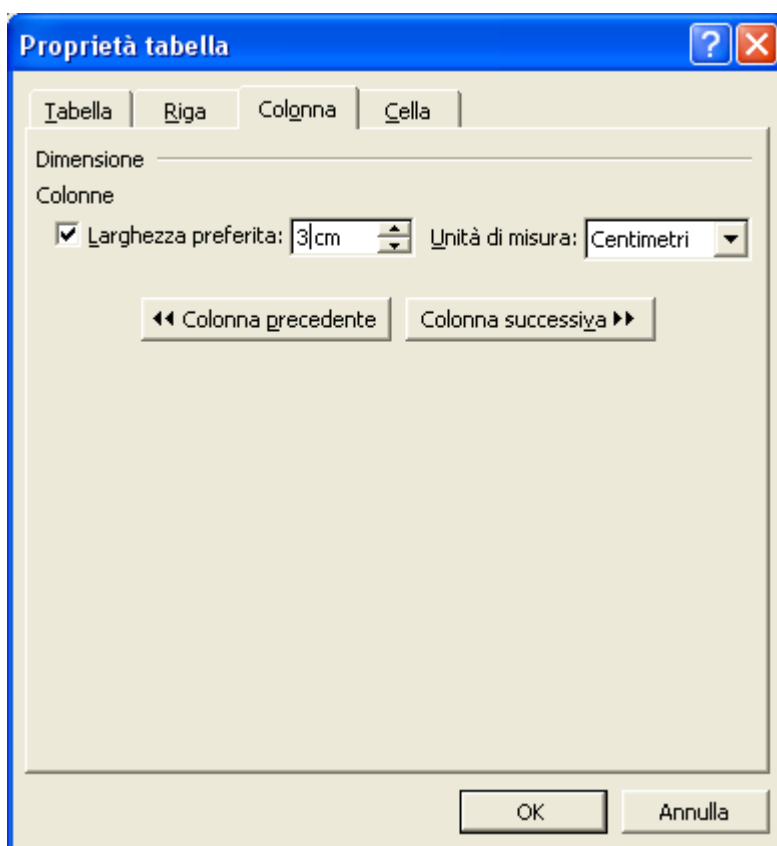 Proprietà tabella
Tabella Riga Colonna Cella
Dimensione
Colonne
Larghezza preferita: 3 cm Unità di misura: Centimetri
Colonna precedente Colonna successiva
OK Annulla